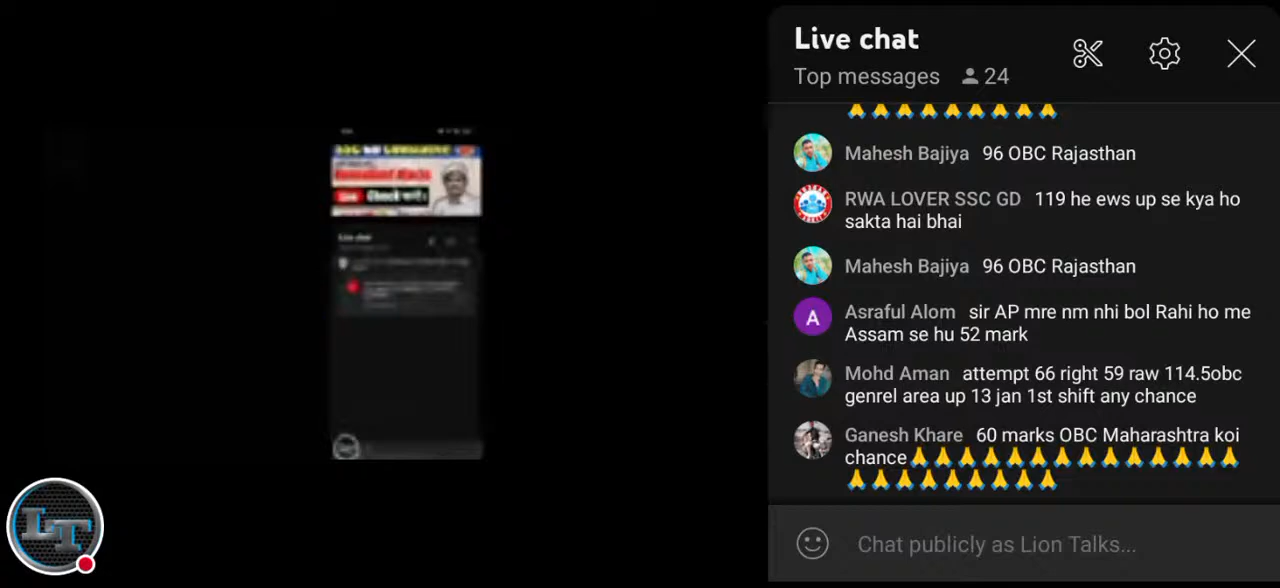 Live chat
Top messages 24
🙏🙏🙏🙏🙏🙏🙏🙏🙏
Mahesh Bajiya 96 OBC Rajasthan
RWA LOVER SSC GD 119 he ews up se kya ho
sakta hai bhai
Mahesh Bajiya 96 OBC Rajasthan
A
Asraful Alom sir AP mre nm nhi bol Rahi ho me
Assam se hu 52 mark
Mohd Aman attempt 66 right 59 raw 114.5obc
genrel area up 13 jan 1st shift any chance
Ganesh Khare 60 marks OBC Maharashtra koi
chance🙏🙏🙏🙏🙏🙏🙏🙏🙏🙏🙏🙏🙏🙏
🙏🙏🙏🙏🙏🙏🙏🙏🙏
Chat publicly as Lion Talks...
LT
Live chat